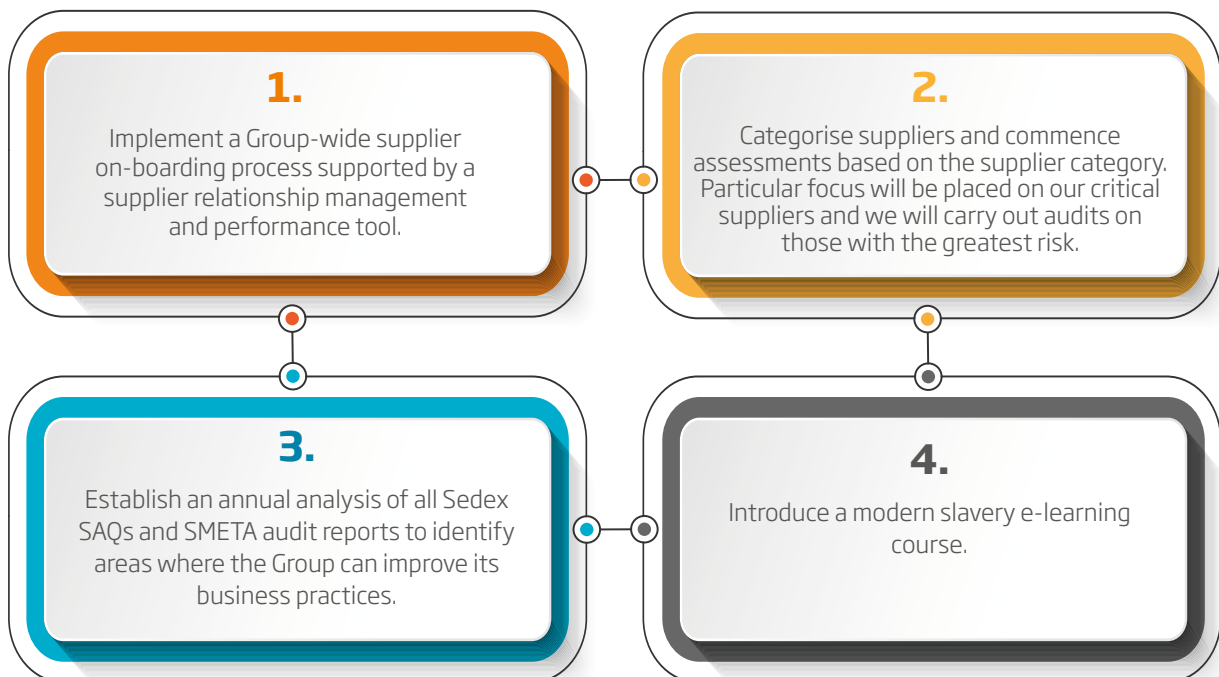 1.
Implement a Group-wide supplier
on-boarding process supported by a
supplier relationship management
and performance tool.
2.
Categorise suppliers and commence
assessments based on the supplier category.
Particular focus will be placed on our critical
suppliers and we will carry out audits on
those with the greatest risk.
3.
Establish an annual analysis of all Sedex
SAQs and SMETA audit reports to identify
areas where the Group can improve its
business practices.
4.
Introduce a modern slavery e-learning
course.